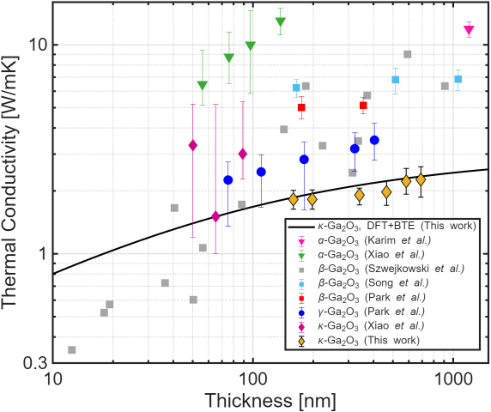 Thermal Conductivity [W/mK]
10
1
0.3
κ-Ga₂O₃, DFT+BTE (This work)
α-Ga₂O₃ (Karim et al.)
α-Ga₂O₃ (Xiao et al.)
β-Ga₂O₃ (Szwejkowski et al.)
β-Ga₂O₃ (Song et al.)
β-Ga₂O₃ (Park et al.)
γ-Ga₂O₃ (Park et al.)
κ-Ga₂O₃ (Xiao et al.)
κ-Ga₂O₃ (This work)
10 100 1000
Thickness [nm]